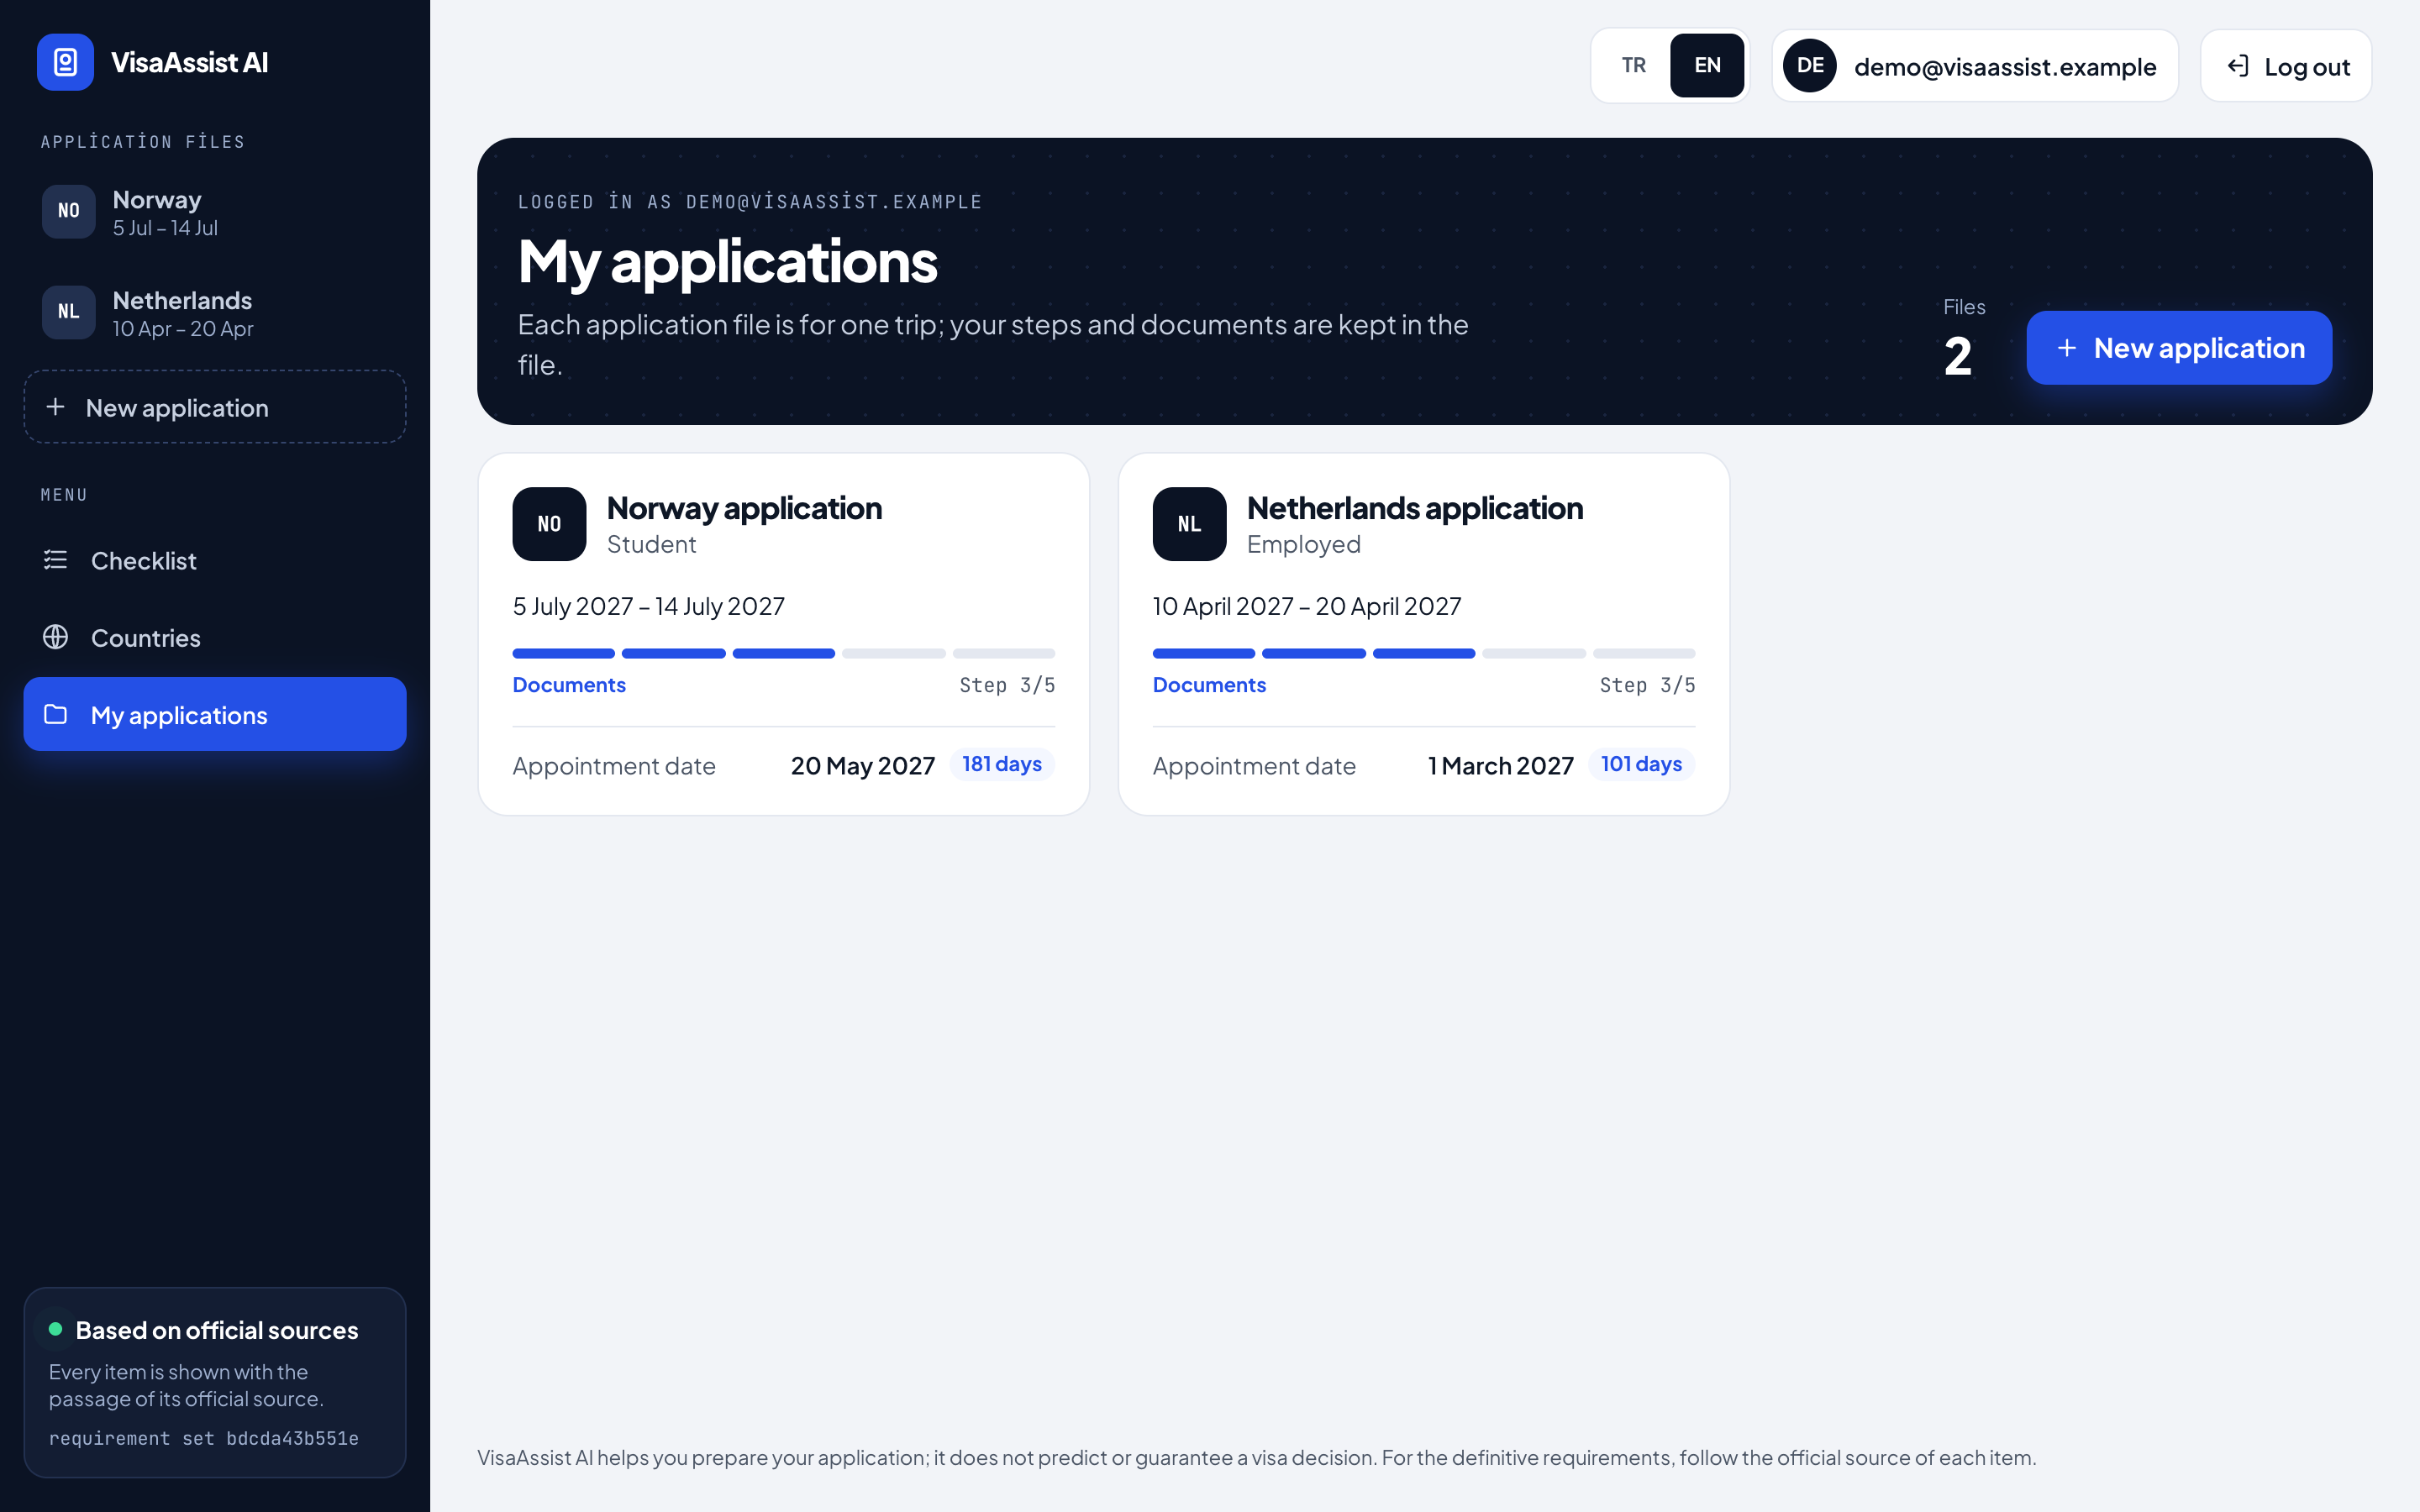 VisaAssist AI
APPLİCATİON FİLES
NO
Norway
5 Jul – 14 Jul
NL
Netherlands
10 Apr – 20 Apr
New application
MENU
Checklist
Countries
My applications
Based on official sources
Every item is shown with the
passage of its official source.
requirement set bdcda43b551e
TR
EN
DE
demo@visaassist.example
Log out
LOGGED İN AS DEMO@VİSAASSİST.EXAMPLE
My applications
Each application file is for one trip; your steps and documents are kept in the
file.
Files
2
New application
NO
Norway application
Student
5 July 2027 – 14 July 2027
Documents
Step 3/5
Appointment date
20 May 2027
181 days
NL
Netherlands application
Employed
10 April 2027 – 20 April 2027
Documents
Step 3/5
Appointment date
1 March 2027
101 days
VisaAssist AI helps you prepare your application; it does not predict or guarantee a visa decision. For the definitive requirements, follow the official source of each item.